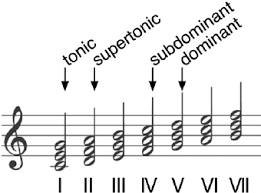 tonic
supertonic
subdominant
dominant
I II III IV V VI VII